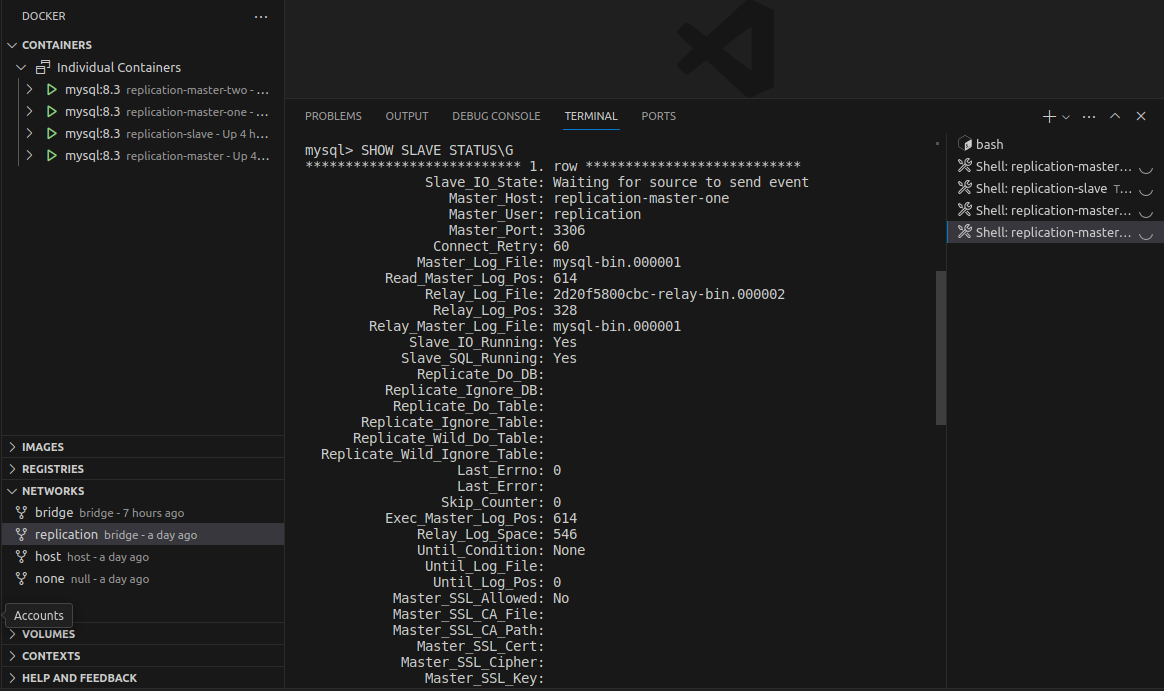 DOCKER
CONTAINERS
Individual Containers
mysql:8.3 replication-master-two - ...
mysql:8.3 replication-master-one - ...
mysql:8.3 replication-slave - Up 4 h...
mysql:8.3 replication-master - Up 4...
IMAGES
REGISTRIES
NETWORKS
bridge bridge - 7 hours ago
replication bridge - a day ago
host host - a day ago
none null - a day ago
Accounts
VOLUMES
CONTEXTS
HELP AND FEEDBACK
PROBLEMS OUTPUT DEBUG CONSOLE TERMINAL PORTS
mysql> SHOW SLAVE STATUS\G
*************************** 1. row ***************************
Slave_IO_State: Waiting for source to send event
Master_Host: replication-master-one
Master_User: replication
Master_Port: 3306
Connect_Retry: 60
Master_Log_File: mysql-bin.000001
Read_Master_Log_Pos: 614
Relay_Log_File: 2d20f5800cbc-relay-bin.000002
Relay_Log_Pos: 328
Relay_Master_Log_File: mysql-bin.000001
Slave_IO_Running: Yes
Slave_SQL_Running: Yes
Replicate_Do_DB:
Replicate_Ignore_DB:
Replicate_Do_Table:
Replicate_Ignore_Table:
Replicate_Wild_Do_Table:
Replicate_Wild_Ignore_Table:
Last_Errno: 0
Last_Error:
Skip_Counter: 0
Exec_Master_Log_Pos: 614
Relay_Log_Space: 546
Until_Condition: None
Until_Log_File:
Until_Log_Pos: 0
Master_SSL_Allowed: No
Master_SSL_CA_File:
Master_SSL_CA_Path:
Master_SSL_Cert:
Master_SSL_Cipher:
Master_SSL_Key:
bash
Shell: replication-master...
Shell: replication-slave T...
Shell: replication-master...
Shell: replication-master...